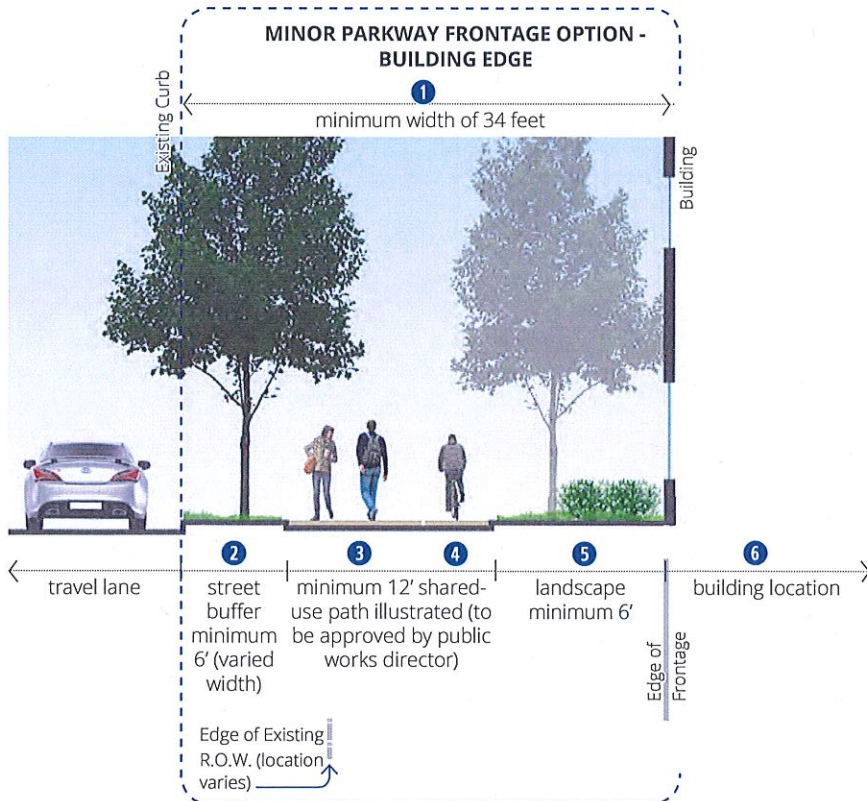 MINOR PARKWAY FRONTAGE OPTION -
BUILDING EDGE
1
minimum width of 34 feet
Existing Curb
Building
2
3
4
5
6
travel lane
street
buffer
minimum
6' (varied
width)
minimum 12' shared-
use path illustrated (to
be approved by public
works director)
landscape
minimum 6'
building location
Edge of
Frontage
Edge of Existing
R.O.W. (location
varies)